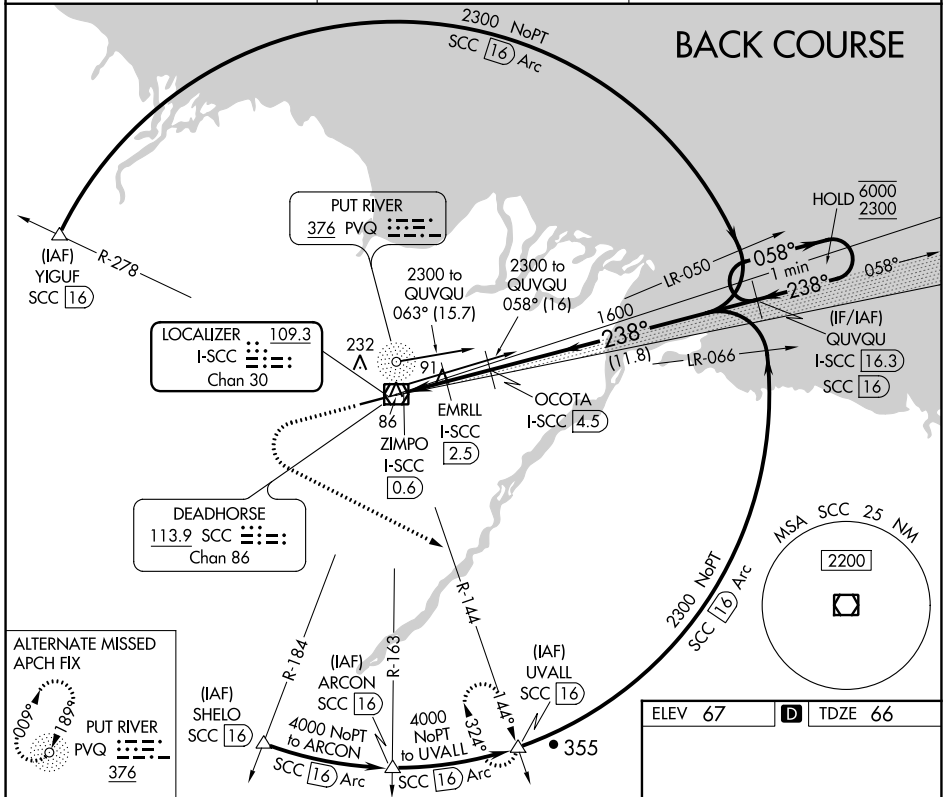 BACK COURSE
2300 NoPT
SCC 16 Arc
HOLD 6000
2300
PUT RIVER
376 PVQ
(IAF)
YIGUF
SCC 16
R-278
2300 to
QUVQU
063° (15.7)
2300 to
QUVQU
058° (16)
LR-050
058°
1 min
238°
058°
1600
238°
(11.8)
LR-066
(IF/IAF)
QUVQU
I-SCC 16.3
SCC 16
LOCALIZER 109.3
I-SCC
Chan 30
232
91
86
ZIMPO
I-SCC
0.6
EMRLL
I-SCC
2.5
OCOTA
I-SCC 4.5
DEADHORSE
113.9 SCC
Chan 86
MSA SCC 25 NM
2200
R-184
R-163
R-144
2300 NoPT
SCC 16 Arc
(IAF)
SHELO
SCC 16
(IAF)
ARCON
SCC 16
(IAF)
UVALL
SCC 16
4000 NoPT
to ARCON
SCC 16 Arc
4000
NoPT
to UVALL
SCC 16 Arc
144°
324°
355
ALTERNATE MISSED
APCH FIX
009°
189°
PUT RIVER
PVQ
376
ELEV 67 D TDZE 66